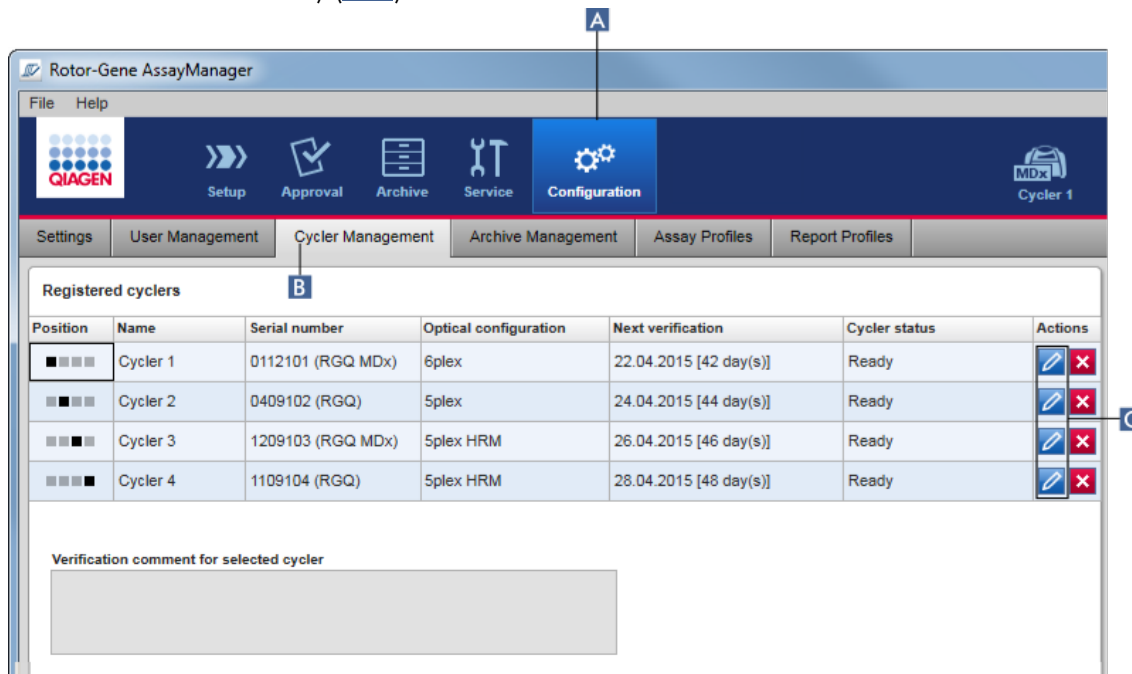 A
Rotor-Gene AssayManager
File Help
QIAGEN
Setup Approval Archive Service Configuration
MDx
Cycler 1
Settings User Management Cycler Management Archive Management Assay Profiles Report Profiles
B
Registered cyclers
Position Name Serial number Optical configuration Next verification Cycler status Actions
Cycler 1 0112101 (RGQ MDx) 6plex 22.04.2015 [42 day(s)] Ready
Cycler 2 0409102 (RGQ) 5plex 24.04.2015 [44 day(s)] Ready
C
Cycler 3 1209103 (RGQ MDx) 5plex HRM 26.04.2015 [46 day(s)] Ready
Cycler 4 1109104 (RGQ) 5plex HRM 28.04.2015 [48 day(s)] Ready
Verification comment for selected cycler